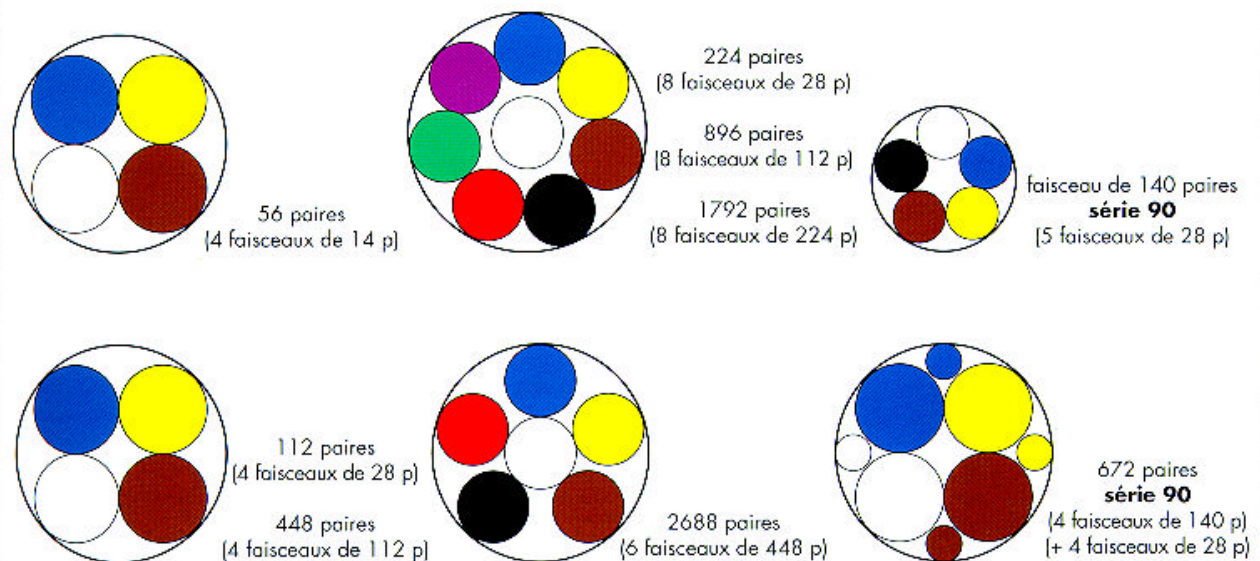 56 paires
(4 faisceaux de 14 p)
224 paires
(8 faisceaux de 28 p)
896 paires
(8 faisceaux de 112 p)
1792 paires
(8 faisceaux de 224 p)
faisceau de 140 paires
série 90
(5 faisceaux de 28 p)
112 paires
(4 faisceaux de 28 p)
448 paires
(4 faisceaux de 112 p)
2688 paires
(6 faisceaux de 448 p)
672 paires
série 90
(4 faisceaux de 140 p)
(+ 4 faisceaux de 28 p)